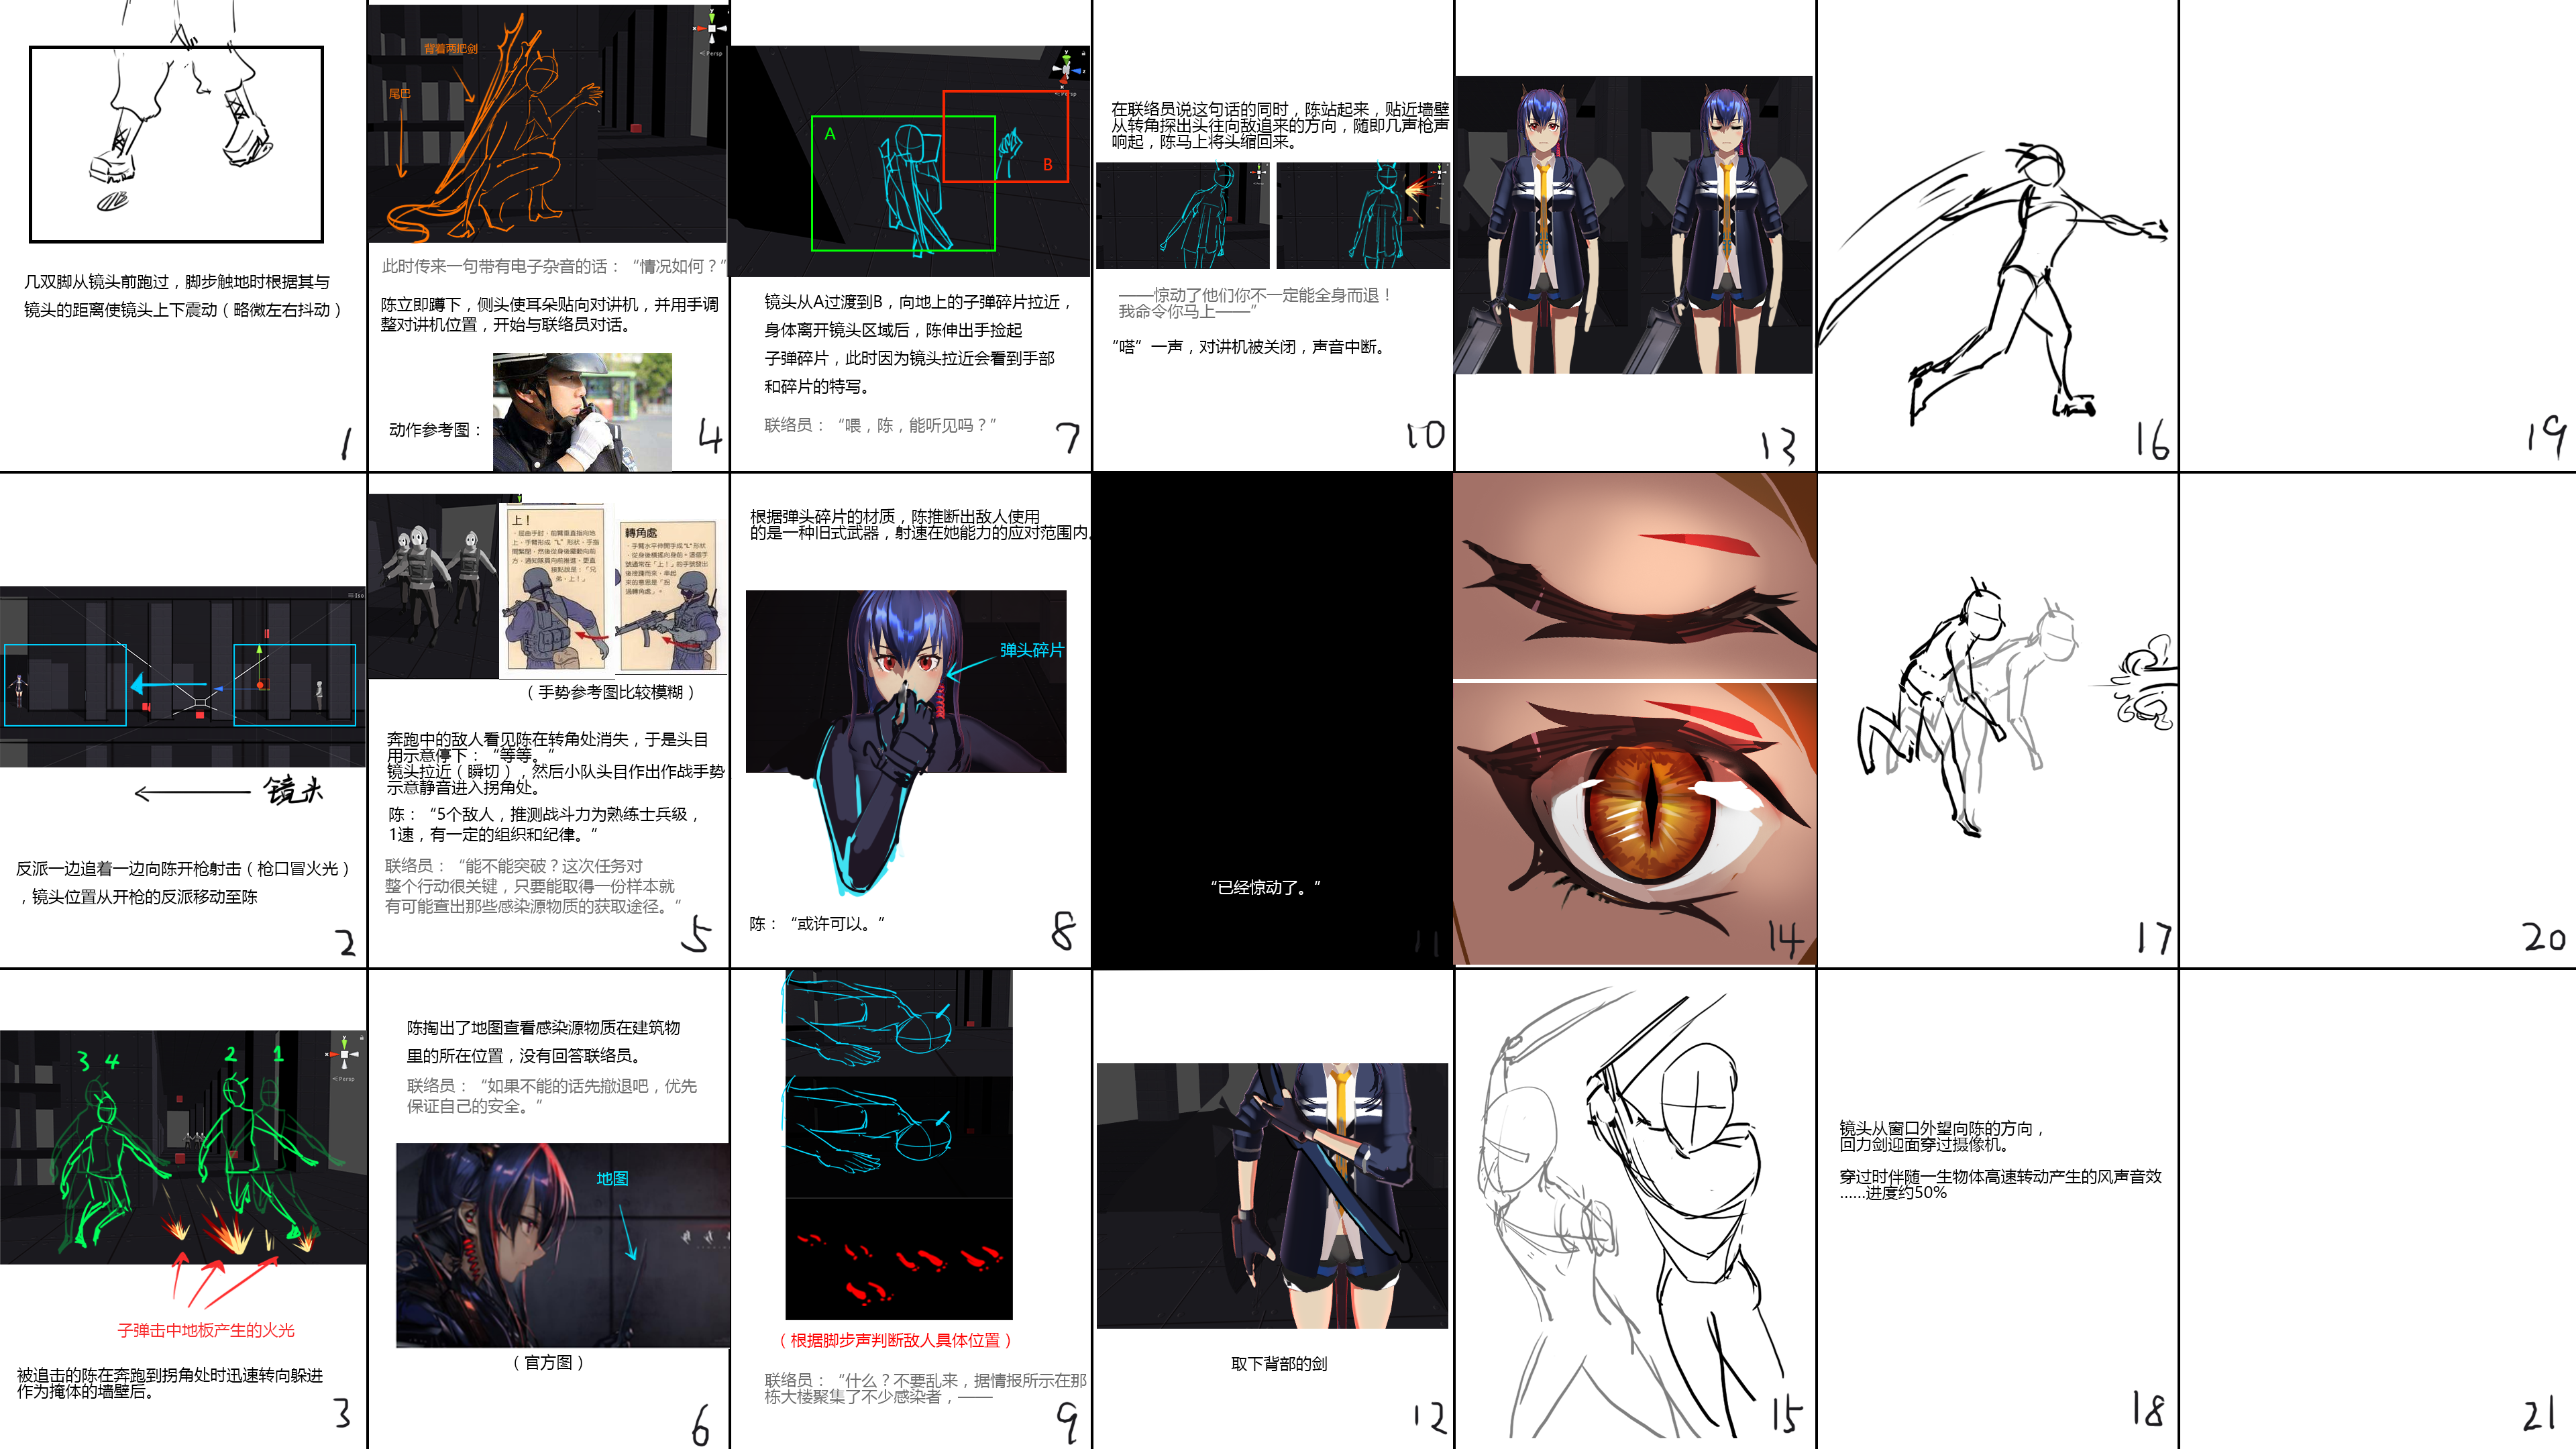 几双脚从镜头前跑过，脚步触地时根据其与
镜头的距离使镜头上下震动（略微左右抖动）
1
Iso
镜头
反派一边追着一边向陈开枪射击（枪口冒火光）
，镜头位置从开枪的反派移动至陈
2
3 4
2
1
Persp
子弹击中地板产生的火光
被追击的陈在奔跑到拐角处时迅速转向躲进
作为掩体的墙壁后。
3
背着两把剑
尾巴
Persp
此时传来一句带有电子杂音的话：“情况如何？”
陈立即蹲下，侧头使耳朵贴向对讲机，并用手调
整对讲机位置，开始与联络员对话。
动作参考图：
4
上！
轉角處
（手势参考图比较模糊）
奔跑中的敌人看见陈在转角处消失，于是头目
用示意停下：“等等。”
镜头拉近（瞬切），然后小队头目作出作战手势
示意静音进入拐角处。
陈：“5个敌人，推测战斗力为熟练士兵级，
1速，有一定的组织和纪律。”
联络员：“能不能突破？这次任务对
整个行动很关键，只要能取得一份样本就
有可能查出那些感染源物质的获取途径。”
5
陈掏出了地图查看感染源物质在建筑物
里的所在位置，没有回答联络员。
联络员：“如果不能的话先撤退吧，优先
保证自己的安全。”
地图
（官方图）
6
A
B
Persp
镜头从A过渡到B，向地上的子弹碎片拉近，
身体离开镜头区域后，陈伸出手捡起
子弹碎片，此时因为镜头拉近会看到手部
和碎片的特写。
联络员：“喂，陈，能听见吗？”
7
根据弹头碎片的材质，陈推断出敌人使用
的是一种旧式武器，射速在她能力的应对范围内。
弹头碎片
陈：“或许可以。”
8
（根据脚步声判断敌人具体位置）
联络员：“什么？不要乱来，据情报所示在那
栋大楼聚集了不少感染者，——
9
在联络员说这句话的同时，陈站起来，贴近墙壁
从转角探出头往向敌追来的方向，随即几声枪声
响起，陈马上将头缩回来。
——惊动了他们你不一定能全身而退！
我命令你马上——”
“嗒”一声，对讲机被关闭，声音中断。
10
“已经惊动了。”
11
取下背部的剑
12
13
14
15
16
17
镜头从窗口外望向陈的方向，
回力剑迎面穿过摄像机。
穿过时伴随一生物体高速转动产生的风声音效
......进度约50%
18
19
20
21